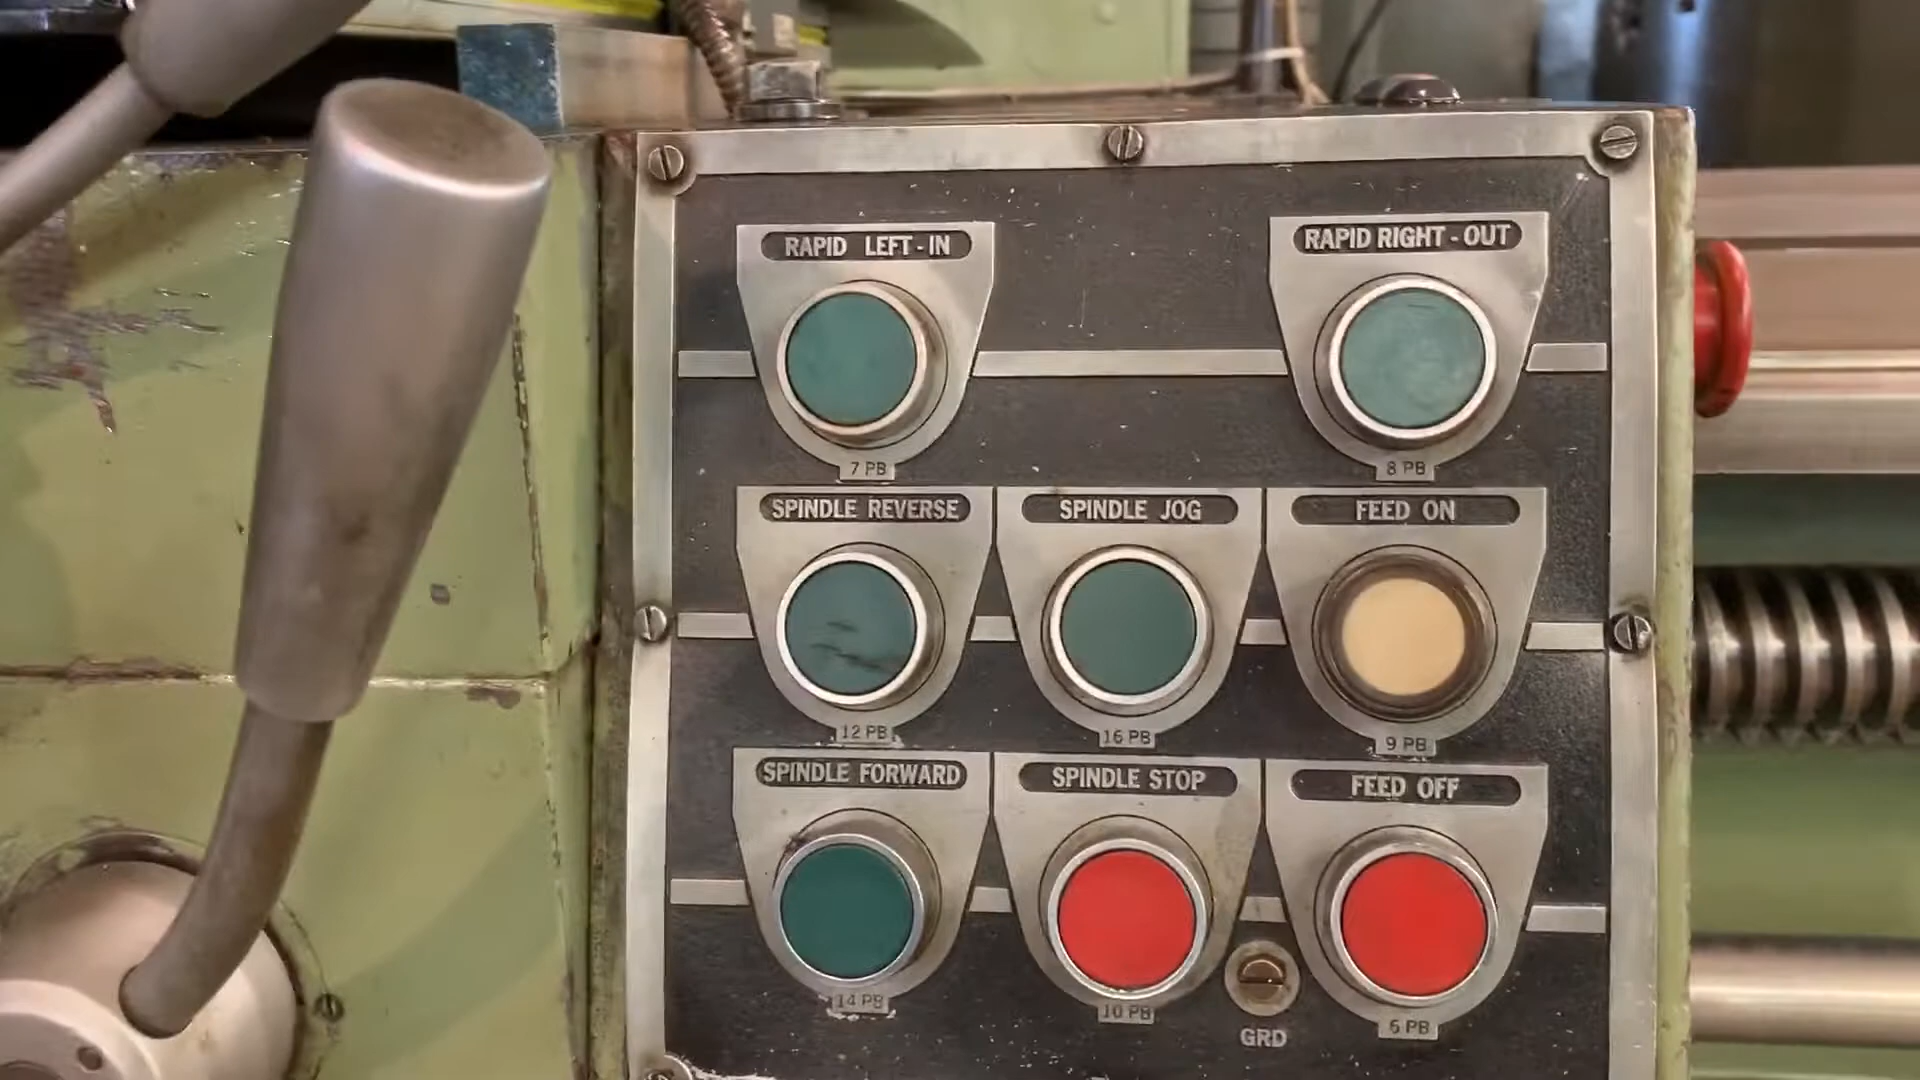 RAPID LEFT-IN
RAPID RIGHT-OUT
7 PB
8 PB
SPINDLE REVERSE
SPINDLE JOG
FEED ON
12 PB
16 PB
9 PB
SPINDLE FORWARD
SPINDLE STOP
FEED OFF
14 PB
10 PB
6 PB
GRD